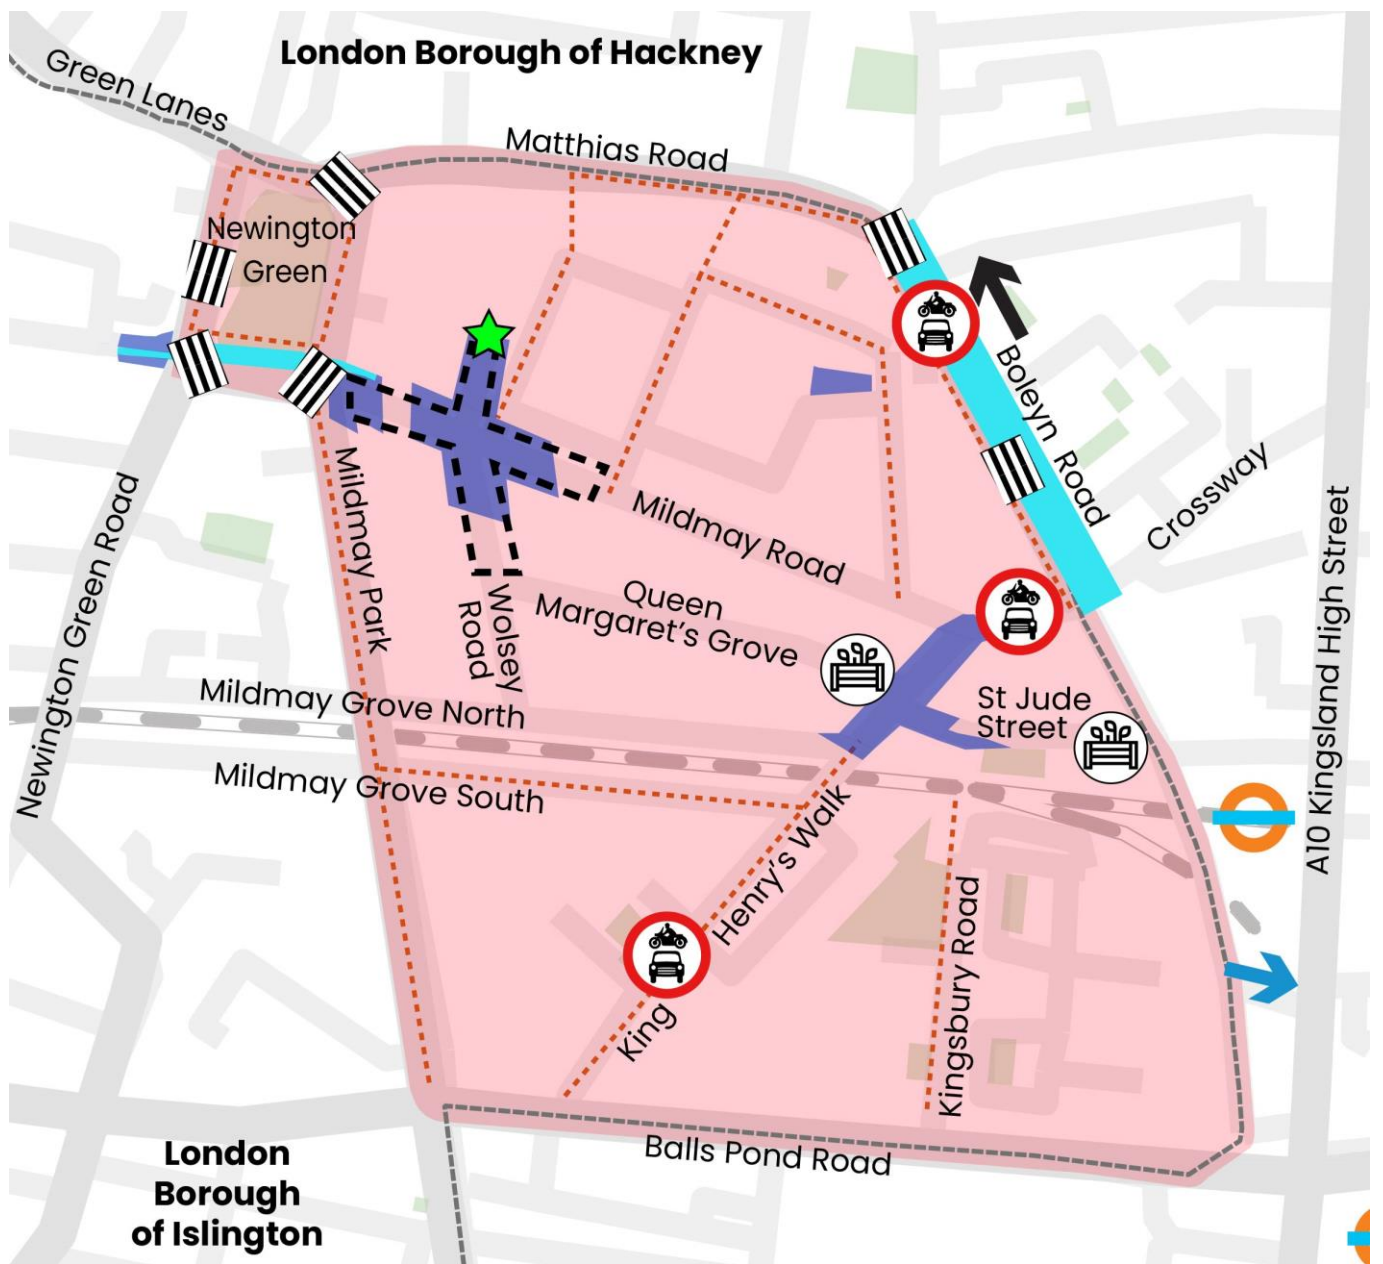 London Borough of Hackney
Green Lanes
Matthias Road
Newington
Green
Boleyn Road
Crossway
Mildmay Road
Mildmay Park
Newington Green Road
Queen
Margaret's Grove
Wolsey
Road
A10 Kingsland High Street
Mildmay Grove North
St Jude
Street
Mildmay Grove South
King Henry's Walk
Kingsbury Road
Balls Pond Road
London
Borough
of Islington